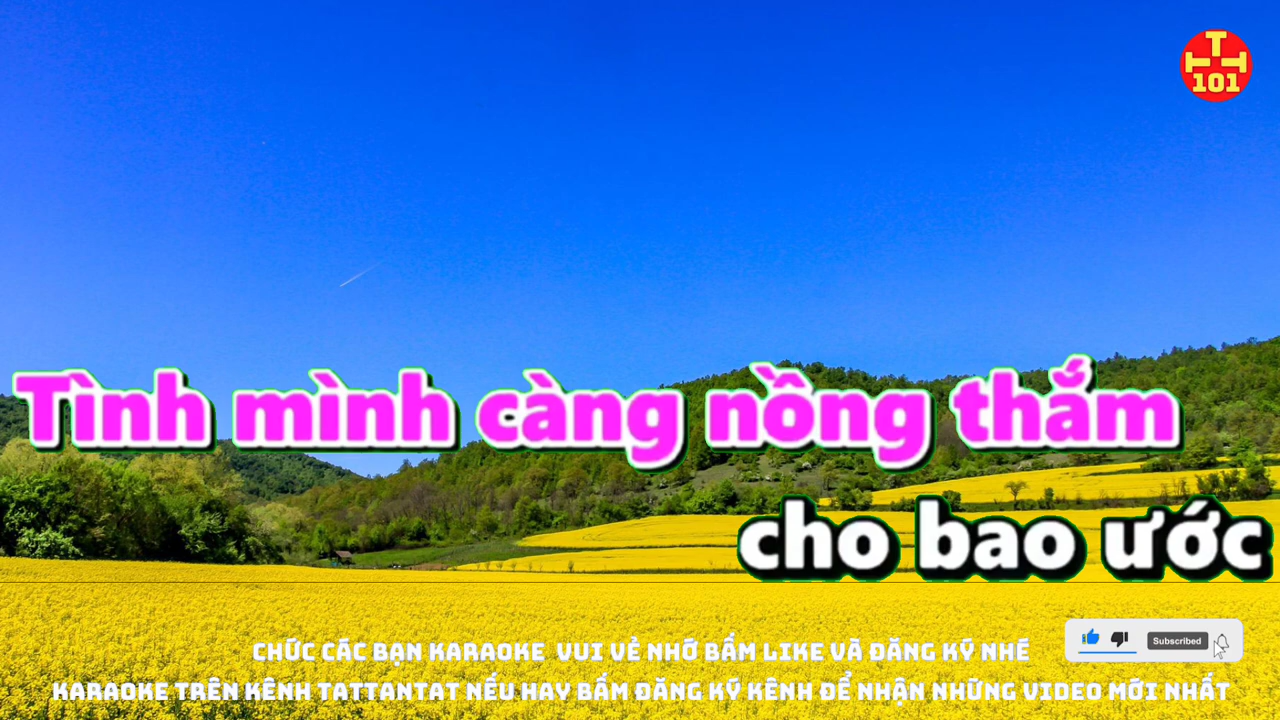 T
TT
101
Tình mình càng nồng thắm
cho bao ước
CHÚC CÁC BẠN KARAOKE VUI VẺ NHỚ BẤM LIKE VÀ ĐĂNG KÝ NHÉ
Subscribed
KARAOKE TRÊN KÊNH TATTANTAT NẾU HAY BẤM ĐĂNG KÝ KÊNH ĐỂ NHẬN NHỮNG VIDEO MỚI NHẤT